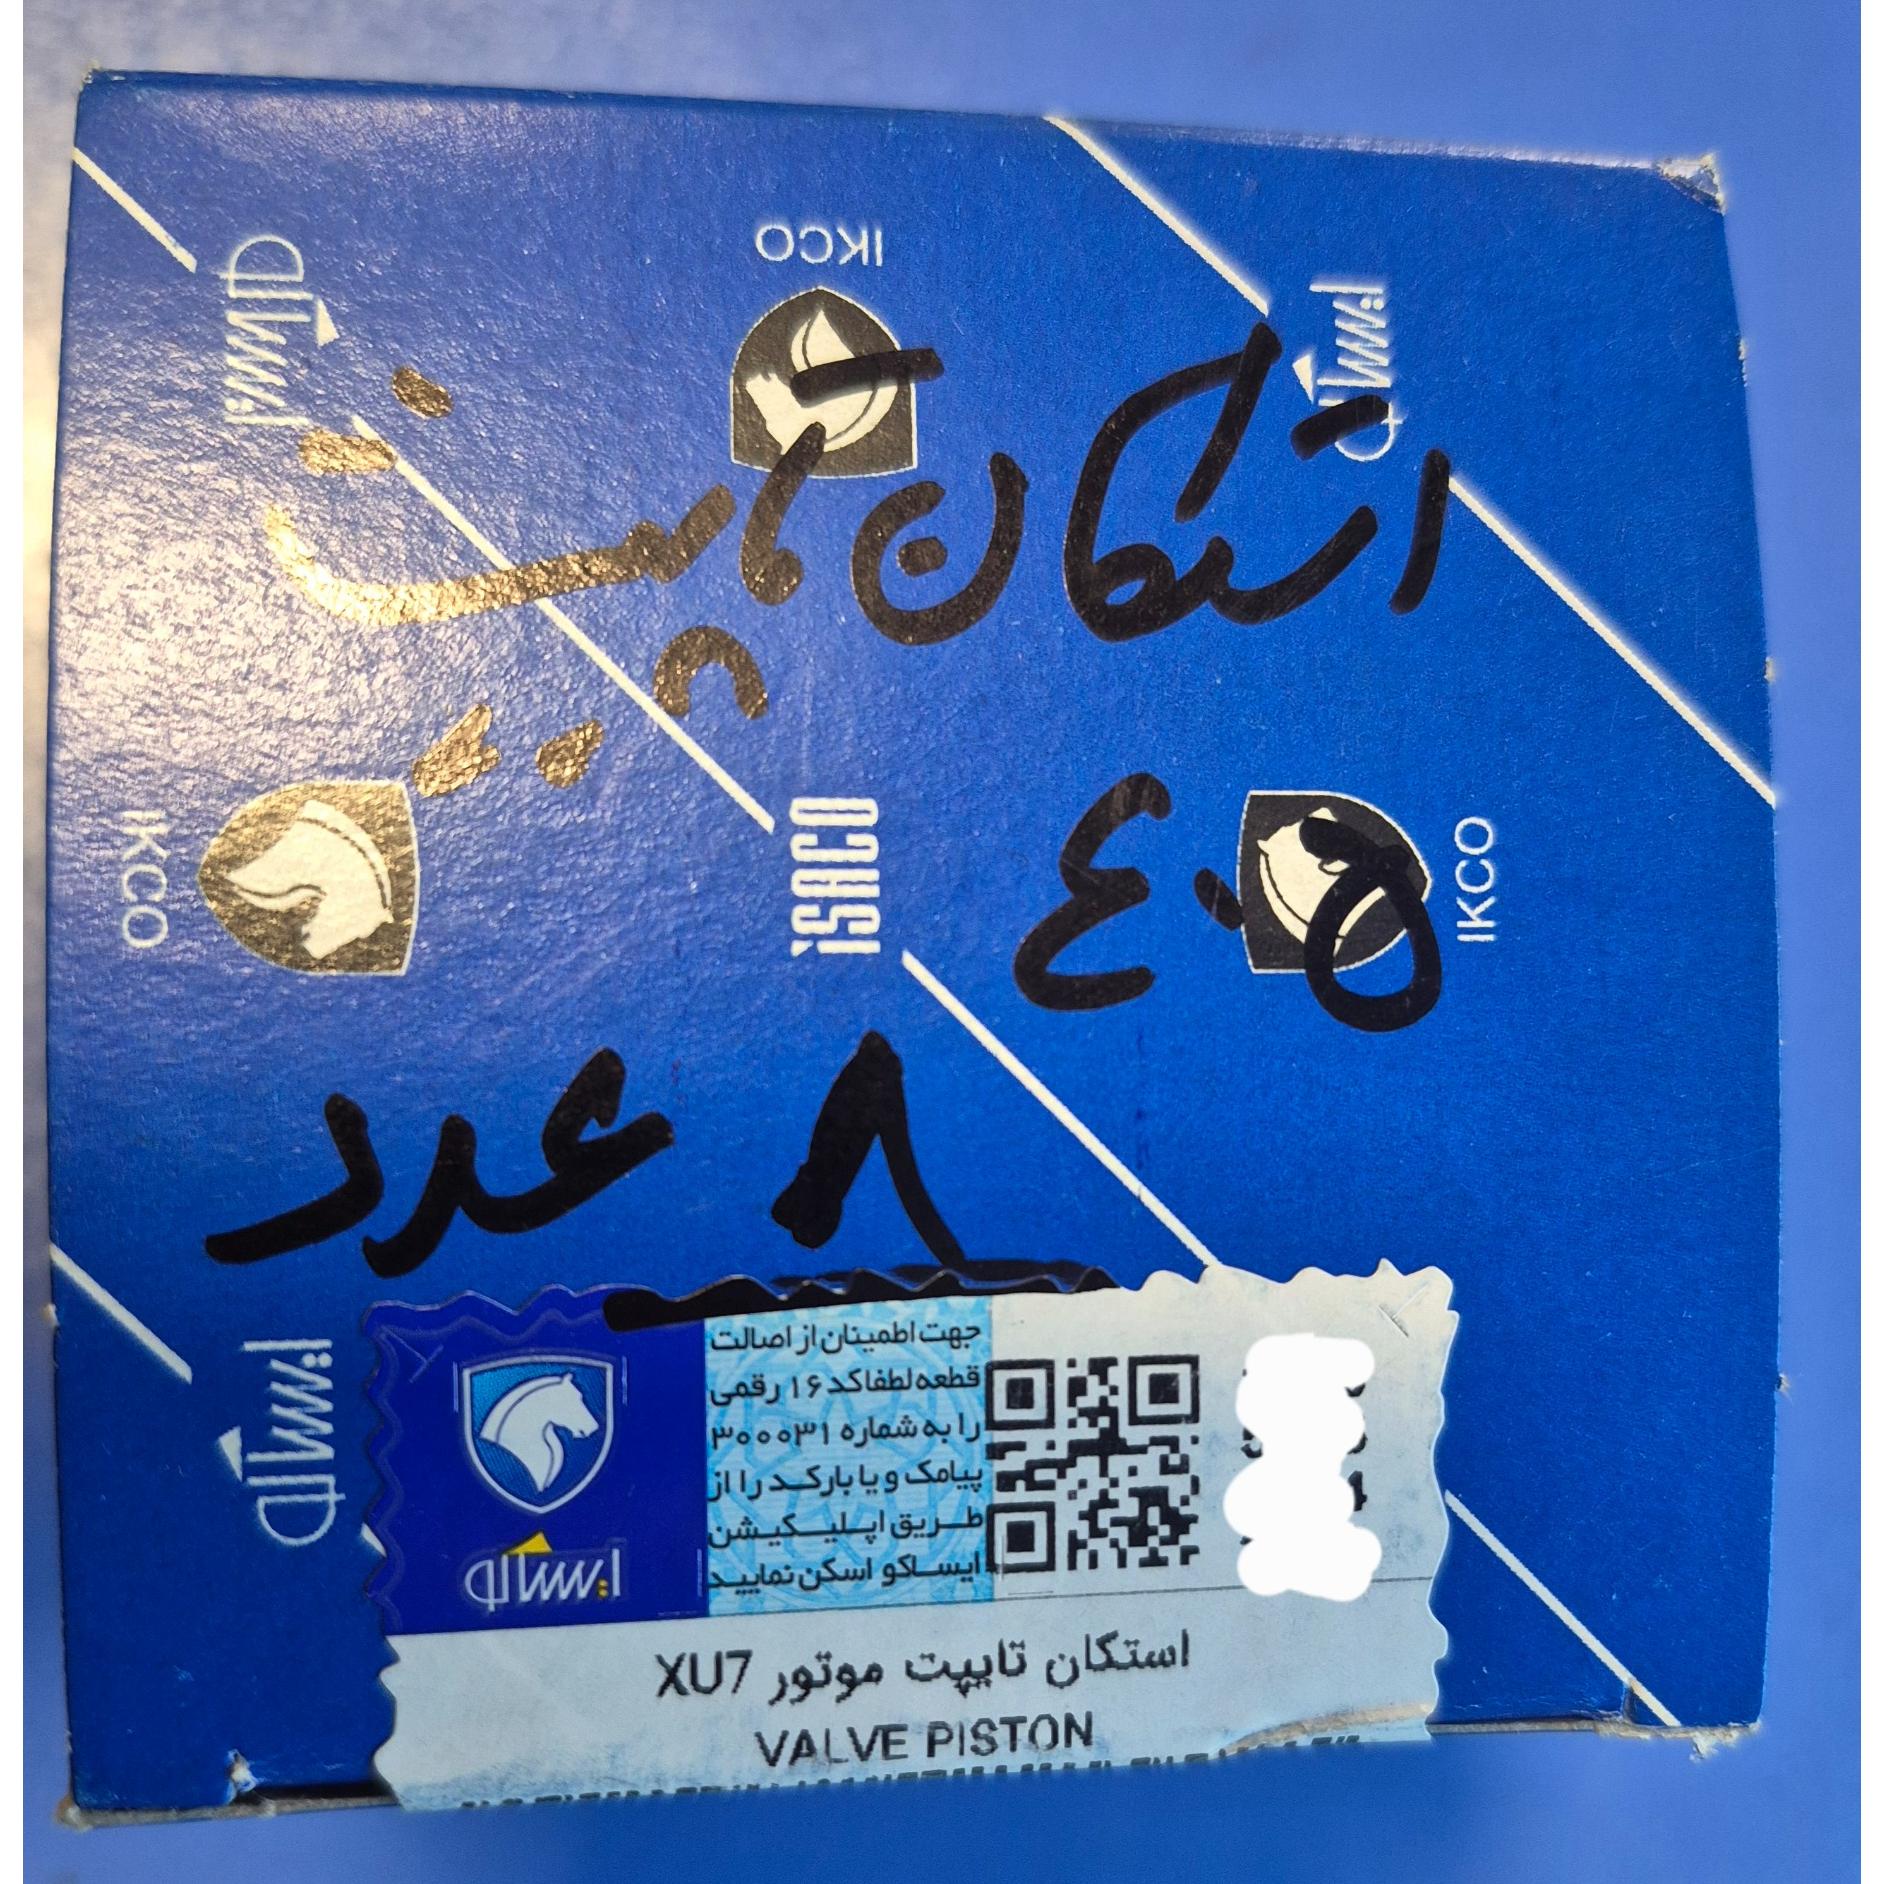 ایساکو
IKCO
ایساکو
استکان تایپیت
IKCO
iSACO
۴۰۵
IKCO
۸ عدد
ایساکو
جهت اطمینان از اصالت
قطعه لطفا کد ۱۶ رقمی
را به شماره ۳۰۰۰۳۱
پیامک و یا بارکد را از
طریق اپلیکیشن
ایساکو اسکن نمایید
ایساکو
استکان تایپت موتور XU7
VALVE PISTON